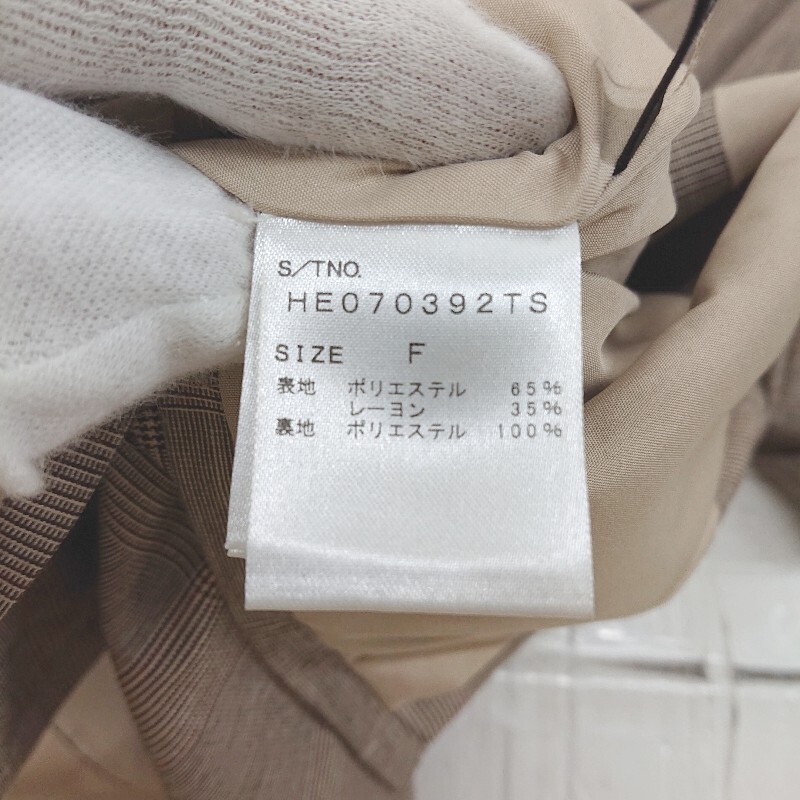 S/TNO.
HE070392TS
SIZE F
表地 ポリエステル 65%
レーヨン 35%
裏地 ポリエステル 100%